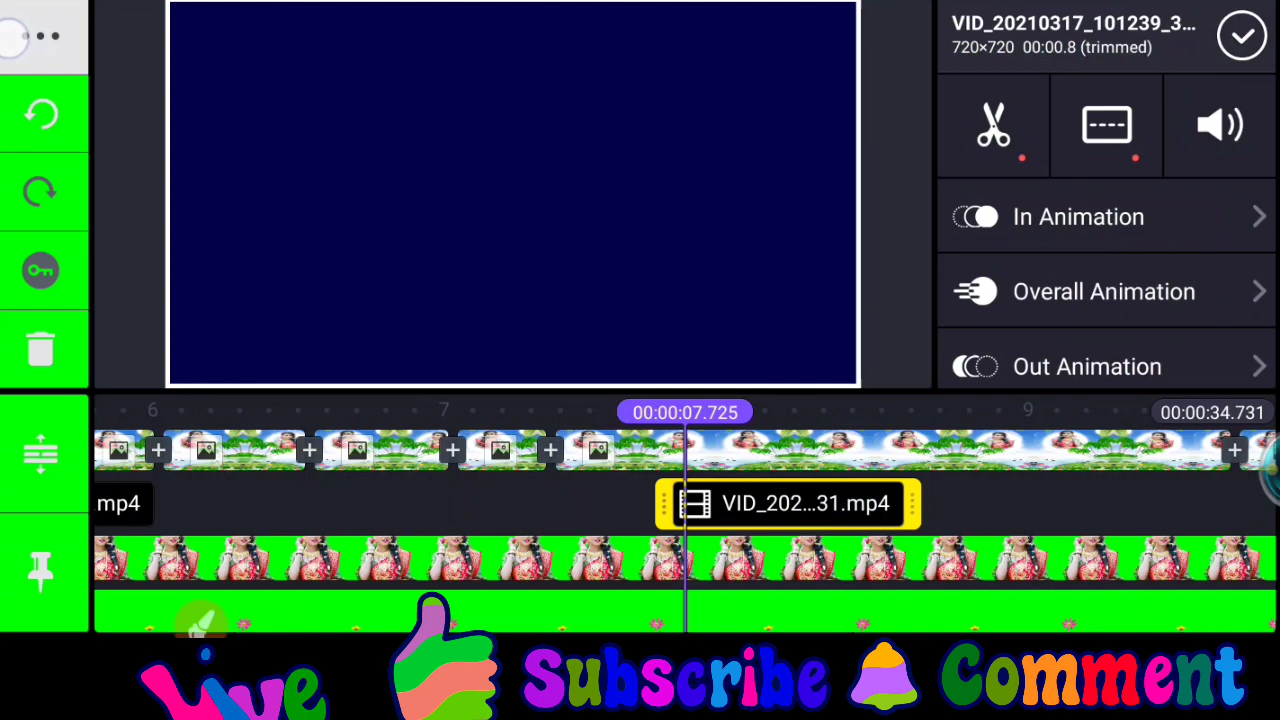 VID_20210317_101239_3...
720×720 00:00.8 (trimmed)
In Animation
Overall Animation
Out Animation
6
7
00:00:07.725
9
00:00:34.731
.mp4
VID_202...31.mp4
Live
Subscribe
Comment